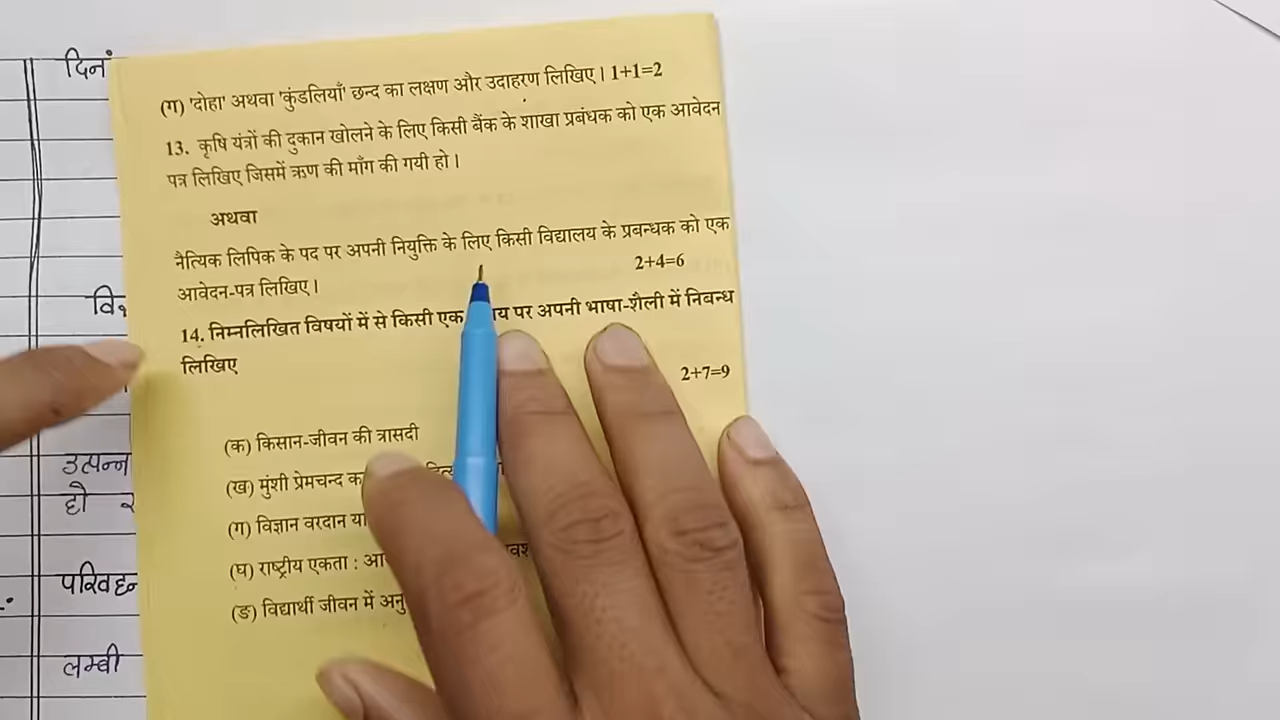 दिनां
(ग) 'दोहा' अथवा 'कुंडलियाँ' छन्द का लक्षण और उदाहरण लिखिए। 1+1=2
13. कृषि यंत्रों की दुकान खोलने के लिए किसी बैंक के शाखा प्रबंधक को एक आवेदन
पत्र लिखिए जिसमें ऋण की माँग की गयी हो।
अथवा
नैत्यिक लिपिक के पद पर अपनी नियुक्ति के लिए किसी विद्यालय के प्रबन्धक को एक
आवेदन-पत्र लिखिए।
2+4=6
14. निम्नलिखित विषयों में से किसी एक पर अपनी भाषा-शैली में निबन्ध
लिखिए
2+7=9
(क) किसान-जीवन की त्रासदी
(ख) मुंशी प्रेमचन्द
(ग) विज्ञान वरदान या
(घ) राष्ट्रीय एकता :
(ङ) विद्यार्थी जीवन में
उत्पन्न
हो
परिवहन
लम्बी